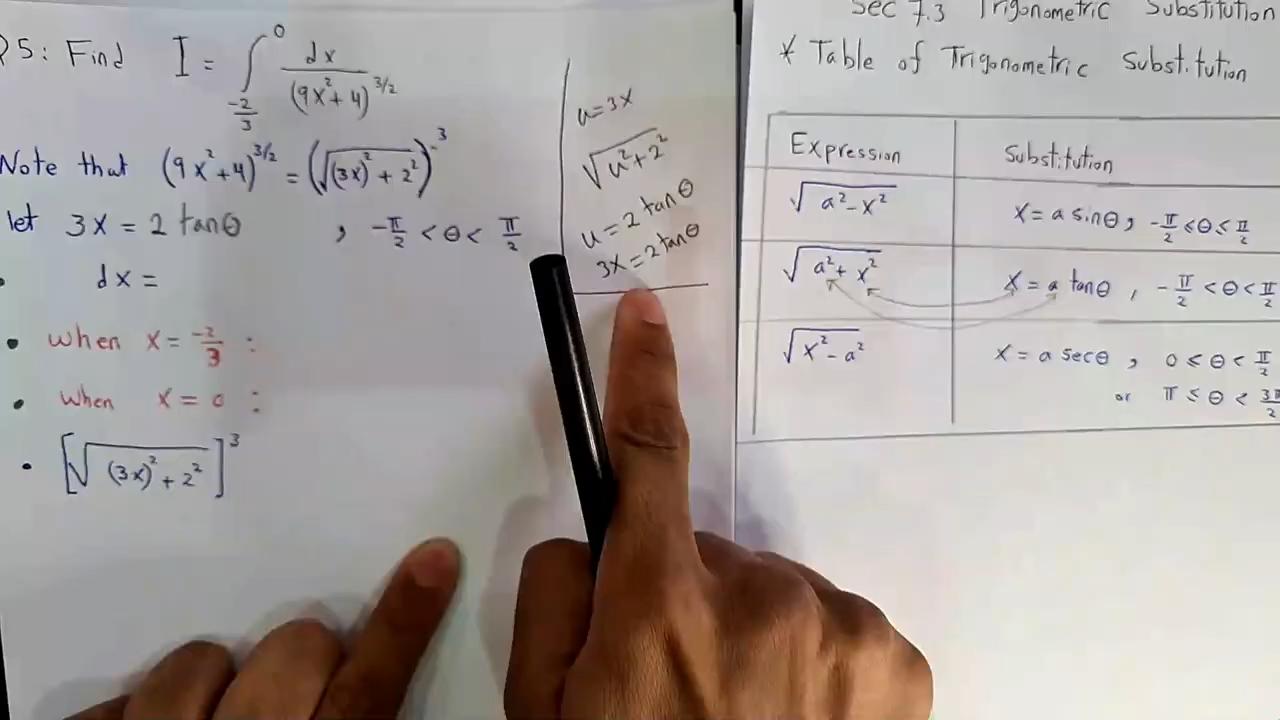 5: Find I = ∫_{-2/3}^{0} dx/(9x²+4)^{3/2}
Note that (9x²+4)^{3/2} = (√((3x)²+2²))³
let 3x = 2 tanθ , -π/2 < θ < π/2
• dx =
• when x = -2/3 :
• when x = 0 :
• [√((3x)²+2²)]³
u=3x
√(u²+2²)
u=2 tanθ
3x=2tanθ
Sec 7.3 Trigonometric Substitution
* Table of Trigonometric Substitution
Expression Substitution
√(a²-x²) x = a sinθ, -π/2 ≤ θ ≤ π/2
√(a²+x²) x = a tanθ, -π/2 < θ < π/2
√(x²-a²) x = a secθ, 0 ≤ θ < π/2
or π ≤ θ < 3π/2